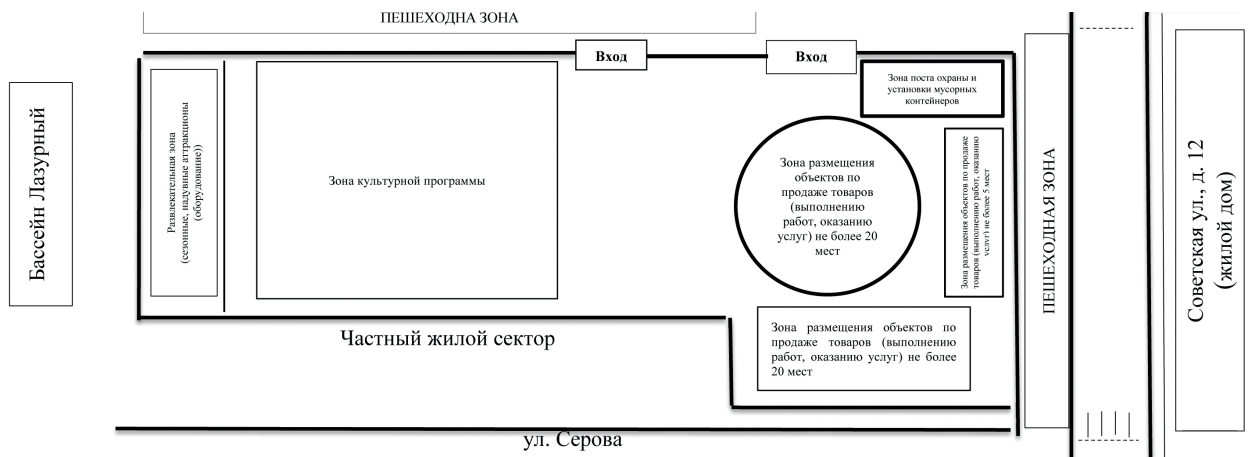 ПЕШЕХОДНА ЗОНА
Вход
Вход
Бассейн Лазурный
Развлекательная зона
(сезонные, надувные аттракционы
(оборудование))
Зона культурной программы
Зона поста охраны и
установки мусорных
контейнеров
Зона размещения
объектов по
продаже товаров
(выполнению
работ, оказанию
услуг) не более 20
мест
Зона размещения объектов по продаже
товаров (выполнению работ, оказанию
услуг) не более 5 мест
ПЕШЕХОДНАЯ ЗОНА
Советская ул., д. 12
(жилой дом)
Частный жилой сектор
Зона размещения объектов по
продаже товаров (выполнению
работ, оказанию услуг) не более
20 мест
ул. Серова